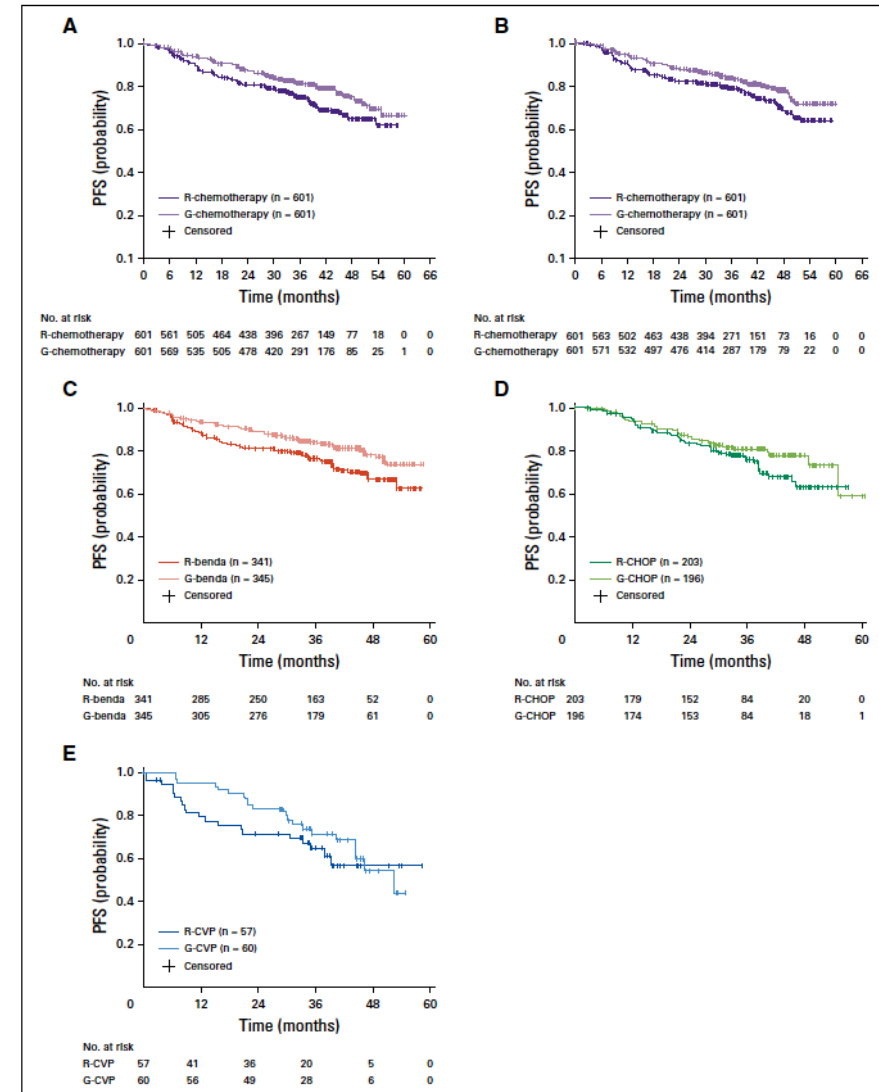 A
PFS (probability)
1.0
0.8
0.6
0.4
0.2
0.1
R-chemotherapy (n – 601)
G-chemotherapy (n – 601)
Censored
0 6 12 18 24 30 36 42 48 54 60 66
Time (months)
No. at risk
R-chemotherapy 601 561 505 464 438 396 267 149 77 18 0 0
G-chemotherapy 601 569 535 505 478 420 291 176 85 25 1 0
B
PFS (probability)
1.0
0.8
0.6
0.4
0.2
0.1
R-chemotherapy (n – 601)
G-chemotherapy (n – 601)
Censored
0 6 12 18 24 30 36 42 48 54 60 66
Time (months)
No. at risk
R-chemotherapy 601 563 502 463 438 394 271 151 73 16 0 0
G-chemotherapy 601 571 532 497 476 414 287 179 79 22 0 0
C
PFS (probability)
1.0
0.8
0.6
0.4
0.2
R-benda (n – 341)
G-benda (n – 345)
Censored
0 12 24 36 48 60
Time (months)
No. at risk
R-benda 341 285 250 163 52 0
G-benda 345 305 276 179 61 0
D
PFS (probability)
1.0
0.8
0.6
0.4
0.2
R-CHOP (n – 203)
G-CHOP (n – 196)
Censored
0 12 24 36 48 60
Time (months)
No. at risk
R-CHOP 203 179 152 84 20 0
G-CHOP 196 174 153 84 18 1
E
PFS (probability)
1.0
0.8
0.6
0.4
0.2
R-CVP (n – 57)
G-CVP (n – 60)
Censored
0 12 24 36 48 60
Time (months)
No. at risk
R-CVP 57 41 36 20 5 0
G-CVP 60 56 49 28 6 0